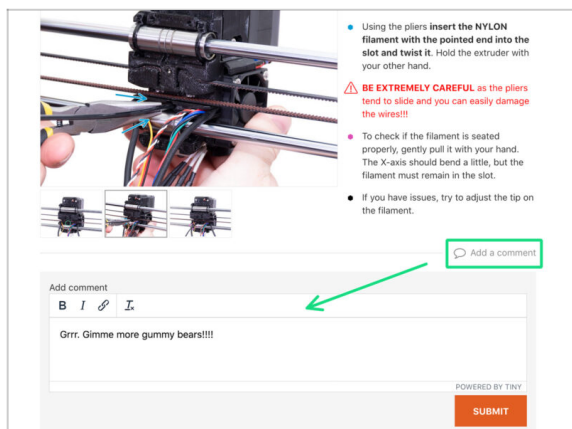 Using the pliers insert the NYLON
filament with the pointed end into the
slot and twist it. Hold the extruder with
your other hand.
BE EXTREMELY CAREFUL as the pliers
tend to slide and you can easily damage
the wires!!!
To check if the filament is seated
properly, gently pull it with your hand.
The X-axis should bend a little, but the
filament must remain in the slot.
If you have issues, try to adjust the tip on
the filament.
Add a comment
Add comment
B I
Grrr. Gimme more gummy bears!!!!
POWERED BY TINY
SUBMIT